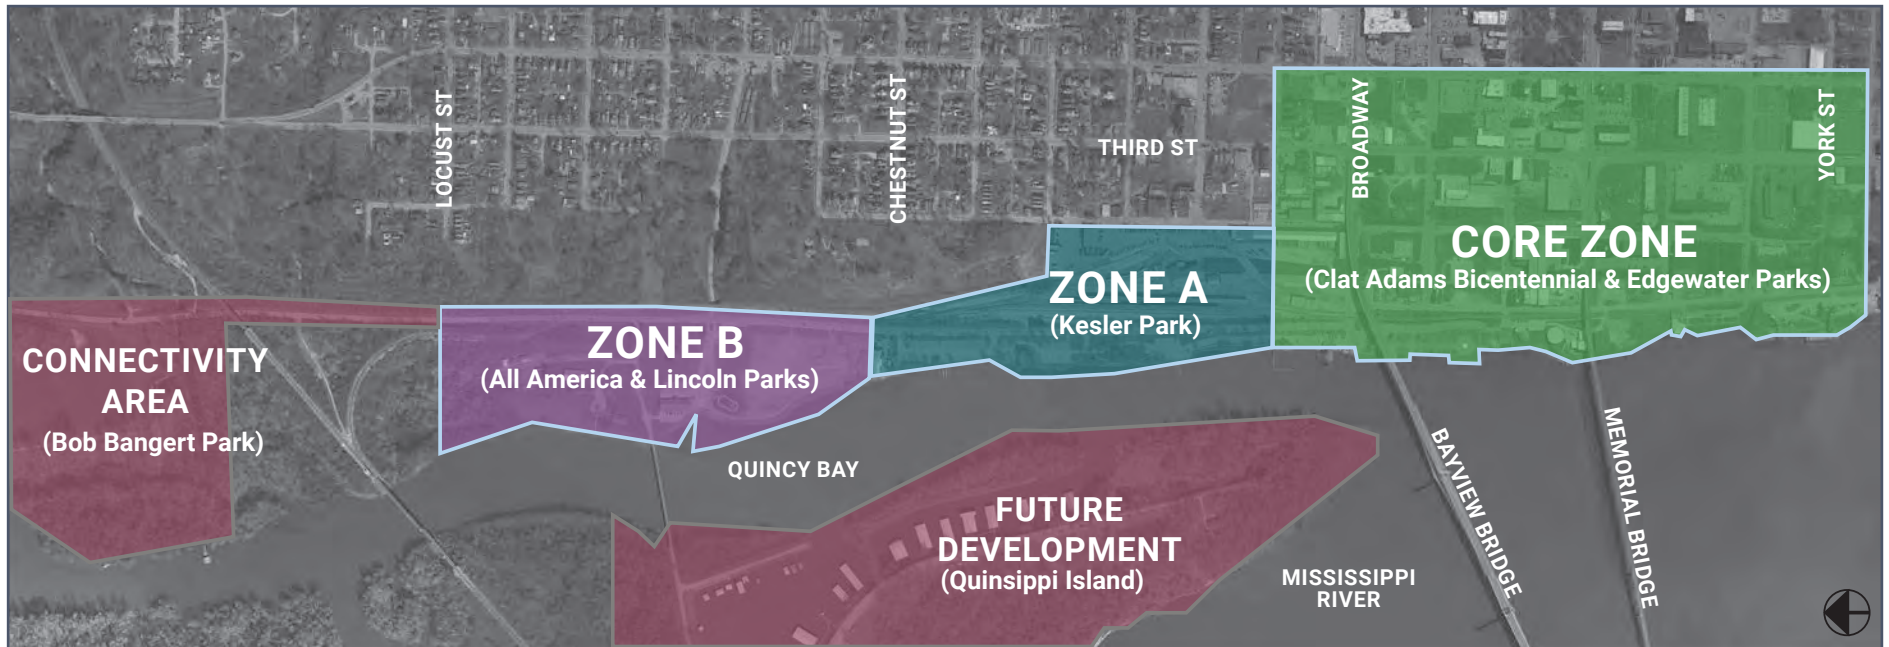 LOCUST ST
CHESTNUT ST
THIRD ST
BROADWAY
YORK ST
CORE ZONE
(Clat Adams Bicentennial & Edgewater Parks)
ZONE A
(Kesler Park)
ZONE B
(All America & Lincoln Parks)
CONNECTIVITY
AREA
(Bob Bangert Park)
QUINCY BAY
FUTURE
DEVELOPMENT
(Quinsippi Island)
MISSISSIPPI
RIVER
BAYVIEW BRIDGE
MEMORIAL BRIDGE